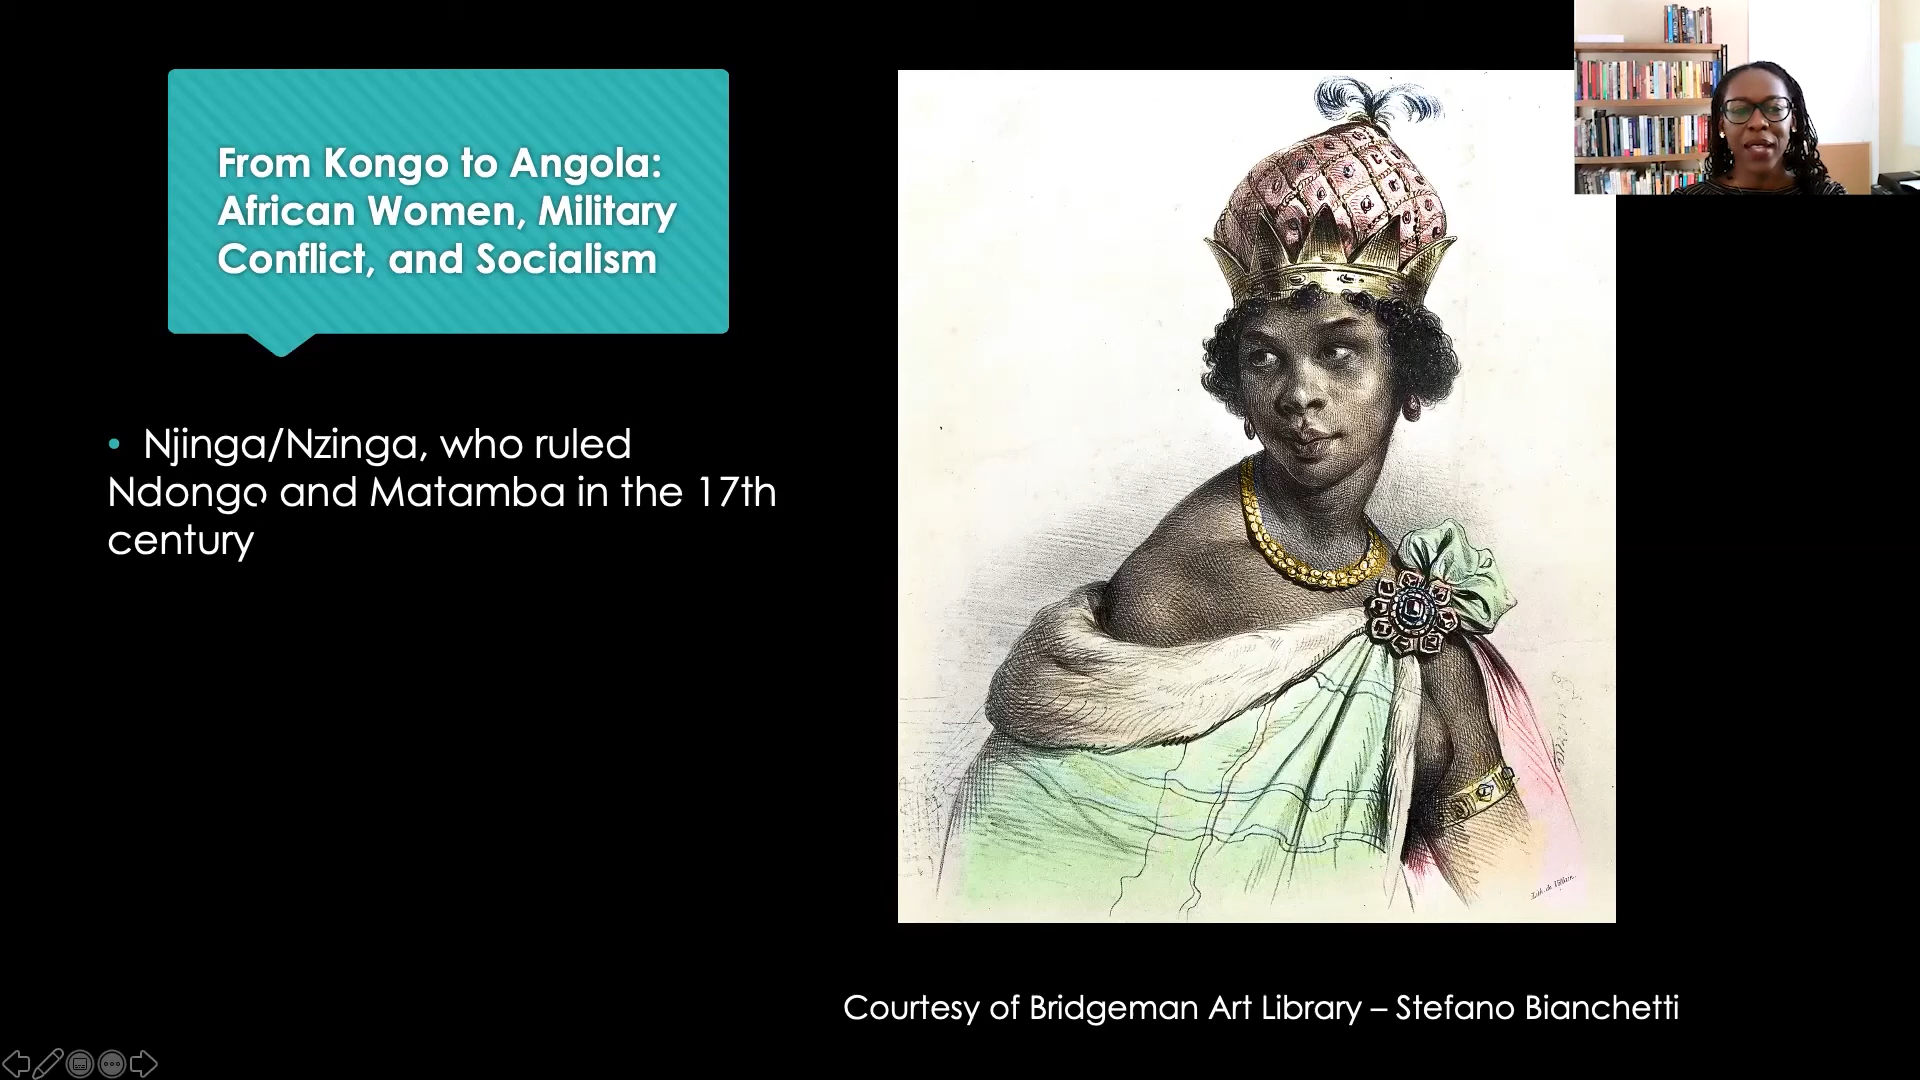 From Kongo to Angola:
African Women, Military
Conflict, and Socialism
• Njinga/Nzinga, who ruled
Ndongo and Matamba in the 17th
century
Courtesy of Bridgeman Art Library – Stefano Bianchetti